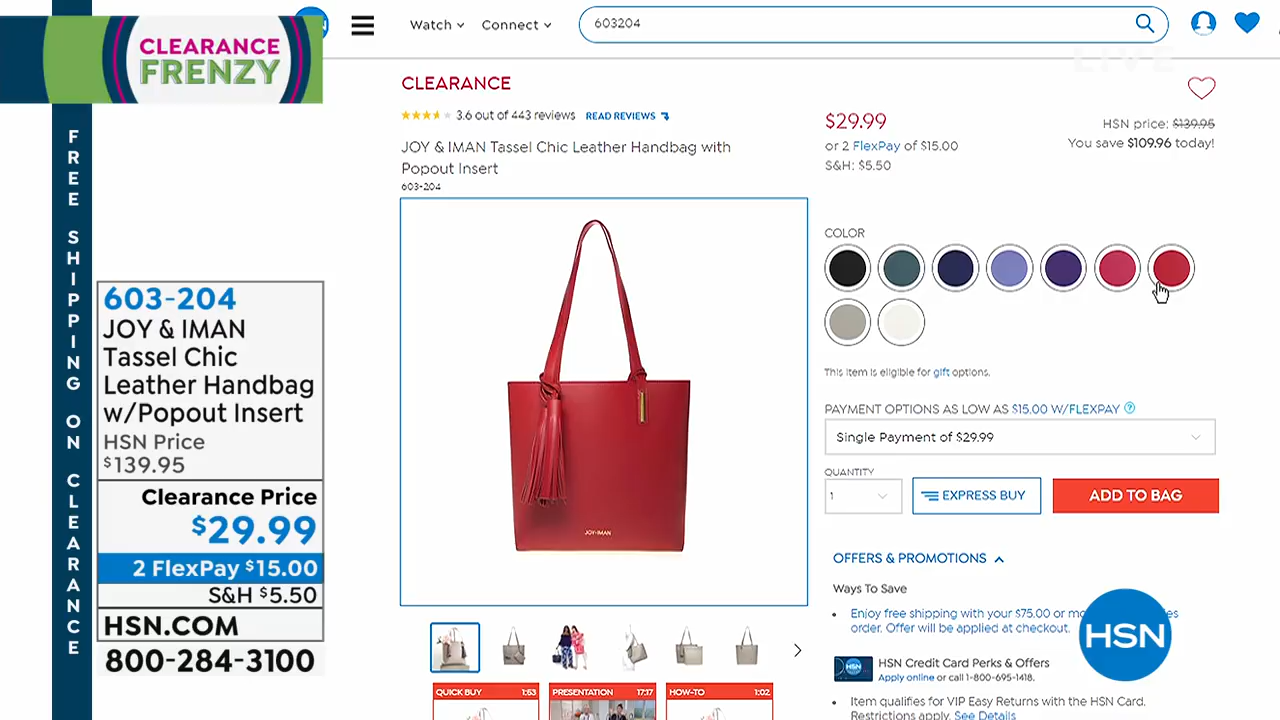 CLEARANCE
FRENZY
FREE SHIPPING ON CLEARANCE
603-204
JOY & IMAN
Tassel Chic
Leather Handbag
w/Popout Insert
HSN Price
$139.95
Clearance Price
$29.99
2 FlexPay $15.00
S&H $5.50
HSN.COM
800-284-3100
Watch
Connect
603204
LIVE
CLEARANCE
3.6 out of 443 reviews READ REVIEWS
JOY & IMAN Tassel Chic Leather Handbag with
Popout Insert
603-204
JOY+IMAN
QUICK BUY 1:53
PRESENTATION 17:17
HOW-TO 1:02
$29.99
or 2 FlexPay of $15.00
S&H: $5.50
HSN price: $139.95
You save $109.96 today!
COLOR
This item is eligible for gift options.
PAYMENT OPTIONS AS LOW AS $15.00 W/FLEXPAY ?
Single Payment of $29.99
QUANTITY
1
EXPRESS BUY
ADD TO BAG
OFFERS & PROMOTIONS
Ways To Save
Enjoy free shipping with your $75.00 or
order. Offer will be applied at checkout.
HSN
HSN Credit Card Perks & Offers
Apply online or call 1-800-695-1418.
Item qualifies for VIP Easy Returns with the HSN Card.
Restrictions apply. See Details
HSN